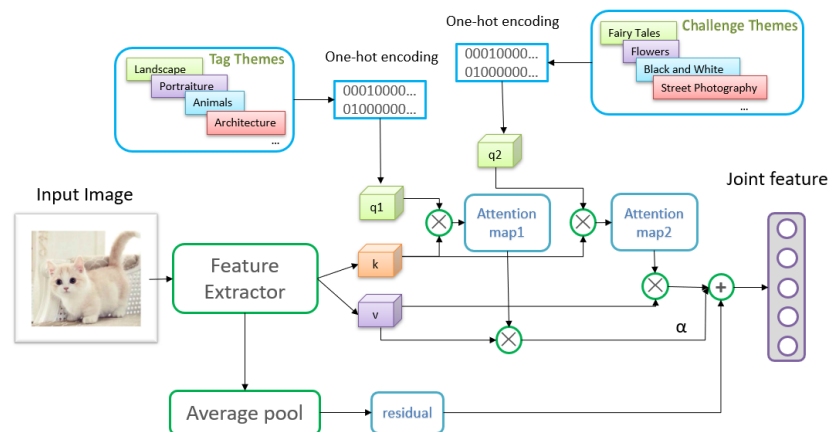 One-hot encoding
Challenge Themes
Fairy Tales
Flowers
Black and White
Street Photography
...
00010000...
01000000...
Tag Themes
Landscape
Portraiture
Animals
Architecture
...
One-hot encoding
00010000...
01000000...
q2
Input Image
Joint feature
q1
Attention
map1
Attention
map2
Feature
Extractor
k
v
α
Average pool
residual